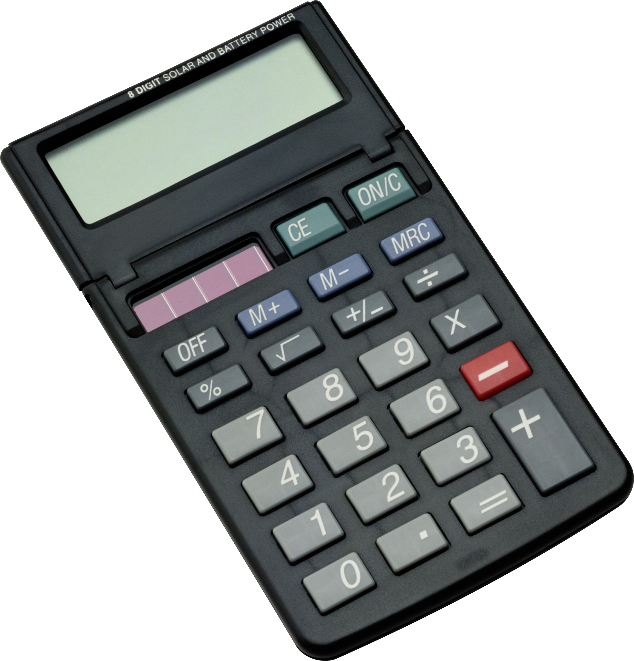 8 DIGIT SOLAR AND BATTERY POWER
CE ON/C
M+ M− MRC
OFF √ +/− ÷
% 8 9 X
7 5 6 −
4 2 3 +
1 . =
0